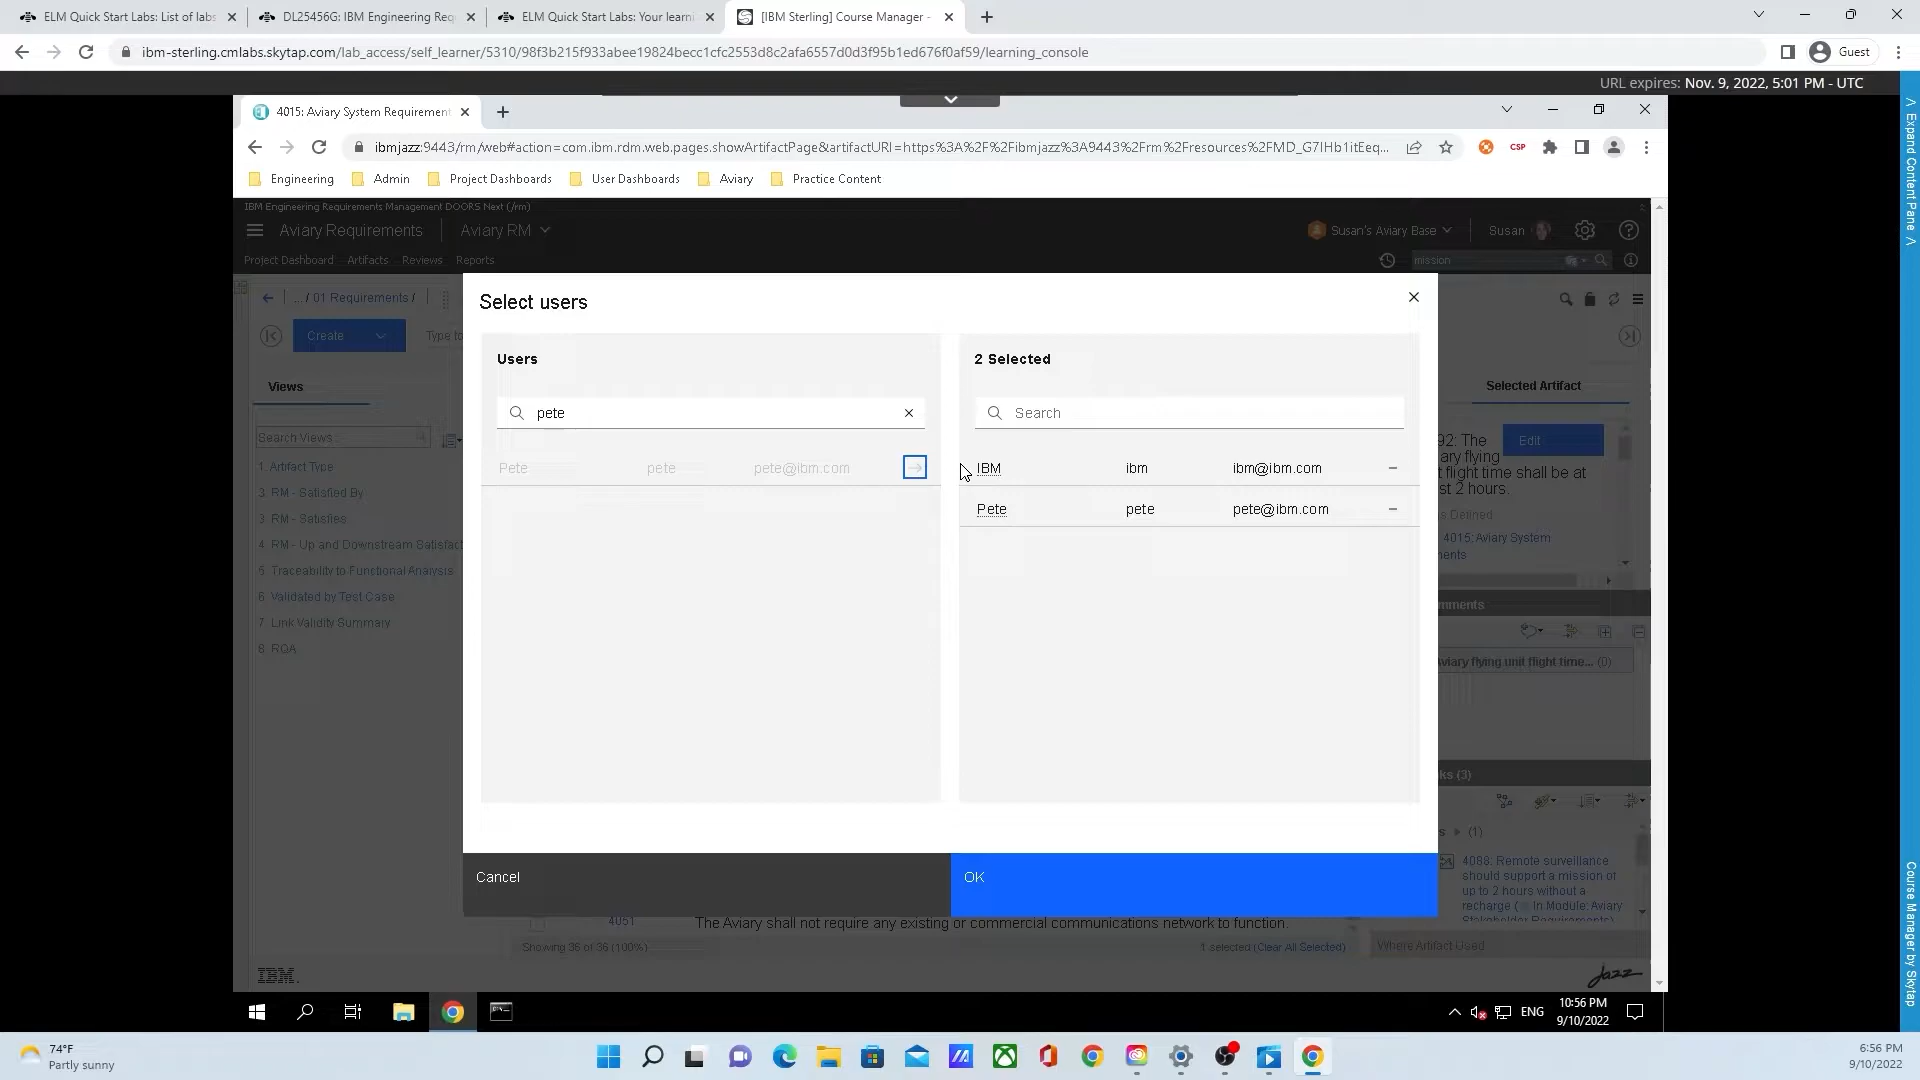 ELM Quick Start Labs: List of labs
DL25456G: IBM Engineering Req
ELM Quick Start Labs: Your learni
[IBM Sterling] Course Manager -
ibm-sterling.cmlabs.skytap.com/lab_access/self_learner/5310/98f3b215f933abee19824becc1cfc2553d8c2afa6557d0d3f95b1ed676f0af59/learning_console
Guest
URL expires: Nov. 9, 2022, 5:01 PM - UTC
4015: Aviary System Requirement
ibmjazz:9443/rm/web#action=com.ibm.rdm.web.pages.showArtifactPage&artifactURI=https%3A%2F%2Fibmjazz%3A9443%2Frm%2Fresources%2FMD_G7IHb1itEeq...
CSP
Engineering
Admin
Project Dashboards
User Dashboards
Aviary
Practice Content
IBM Engineering Requirements Management DOORS Next (/rm)
Aviary Requirements
Aviary RM
Susan's Aviary Base
Susan
Project Dashboard
Artifacts
Reviews
Reports
mission
... / 01 Requirements /
Create
Type to
Views
Search Views
1. Artifact Type
3. RM - Satisfied By
3. RM - Satisfies
4. RM - Up and Downstream Satisfact
5. Traceability to Functional Analysis
6. Validated by Test Case
7. Link Validity Summary
8. ROA
Select users
Users
pete
Pete pete pete@ibm.com
2 Selected
Search
IBM ibm ibm@ibm.com
Pete pete pete@ibm.com
Cancel
OK
Selected Artifact
92: The
Edit
ary flying
t flight time shall be at
st 2 hours.
s Defined
4015: Aviary System
ents
mments
Aviary flying unit flight time... (0)
ks (3)
s (1)
4088: Remote surveillance
should support a mission of
up to 2 hours without a
recharge ( In Module: Aviary
Stakeholder Requirements)
4051
The Aviary shall not require any existing or commercial communications network to function.
Showing 36 of 36 (100%)
1 selected (Clear All Selected)
Where Artifact Used
IBM.
Jazz
ENG
10:56 PM
9/10/2022
74°F
Partly sunny
6:56 PM
9/10/2022
< Expand Content Pane <
Course Manager by Skytap